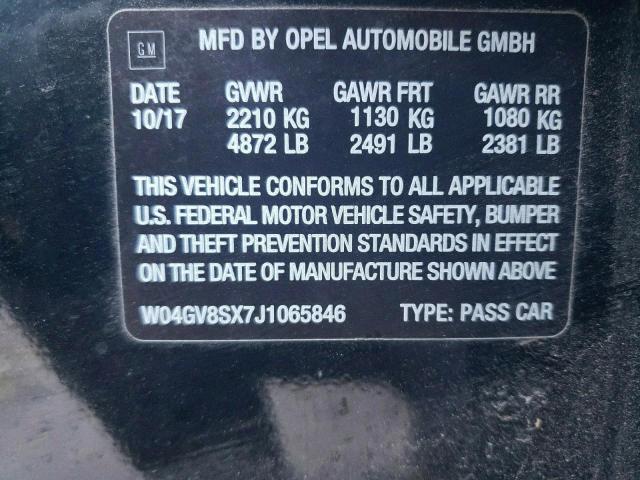 GM MFD BY OPEL AUTOMOBILE GMBH
DATE GVWR GAWR FRT GAWR RR
10/17 2210 KG 1130 KG 1080 KG
4872 LB 2491 LB 2381 LB
THIS VEHICLE CONFORMS TO ALL APPLICABLE
U.S. FEDERAL MOTOR VEHICLE SAFETY, BUMPER
AND THEFT PREVENTION STANDARDS IN EFFECT
ON THE DATE OF MANUFACTURE SHOWN ABOVE
W04GV8SX7J1065846 TYPE: PASS CAR